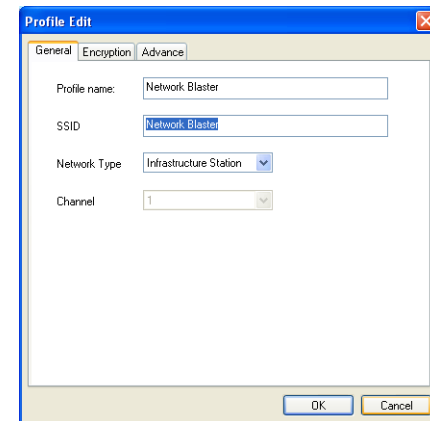 Profile Edit
General Encryption Advance
Profile name: Network Blaster
SSID Network Blaster
Network Type Infrastructure Station
Channel 1
OK Cancel